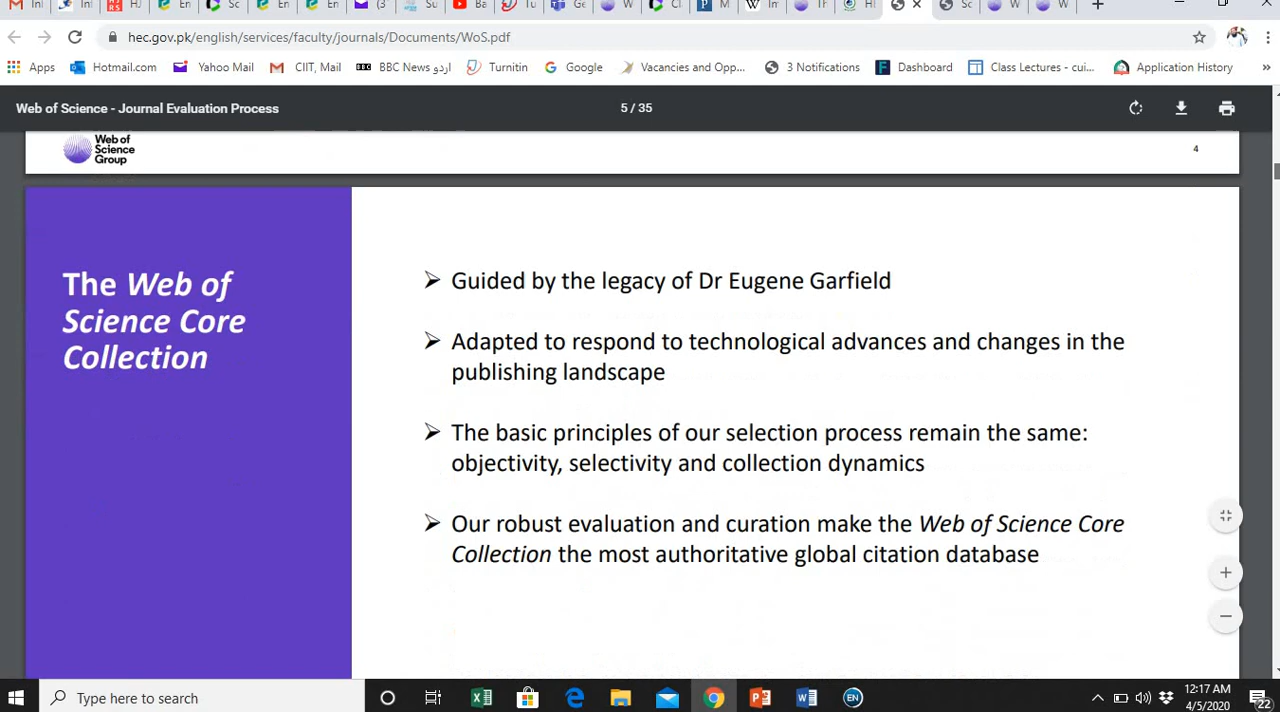 hec.gov.pk/english/services/faculty/journals/Documents/WoS.pdf
Apps Hotmail.com Yahoo Mail CIIT, Mail BBC News اردو Turnitin Google Vacancies and Opp... 3 Notifications Dashboard Class Lectures - cui... Application History »
Web of Science - Journal Evaluation Process 5 / 35
Web of
Science
Group
4
The Web of
Science Core
Collection
Guided by the legacy of Dr Eugene Garfield
Adapted to respond to technological advances and changes in the
publishing landscape
The basic principles of our selection process remain the same:
objectivity, selectivity and collection dynamics
Our robust evaluation and curation make the Web of Science Core
Collection the most authoritative global citation database
Type here to search
12:17 AM
4/5/2020
22